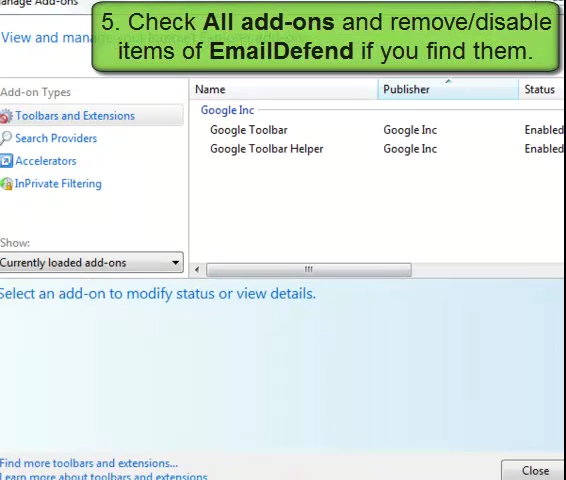 anage Add-ons
5. Check All add-ons and remove/disable
items of EmailDefend if you find them.
View and manage your Internet Explorer add-ons
Add-on Types
Toolbars and Extensions
Search Providers
Accelerators
InPrivate Filtering
Name Publisher Status
Google Inc
Google Toolbar Google Inc Enabled
Google Toolbar Helper Google Inc Enabled
Show:
Currently loaded add-ons
Select an add-on to modify status or view details.
Find more toolbars and extensions...
Learn more about toolbars and extensions
Close